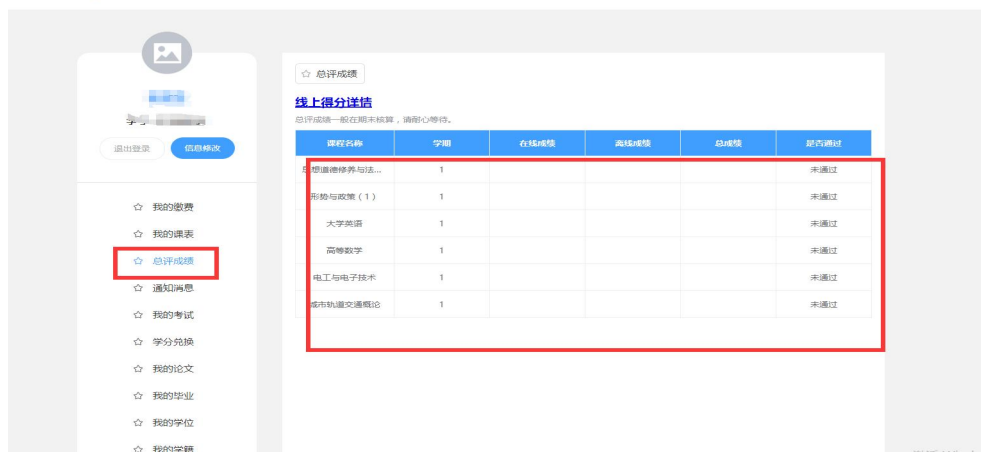 退出登录
信息修改
☆ 我的缴费
☆ 我的课表
☆ 总评成绩
☆ 通知消息
☆ 我的考试
☆ 学分兑换
☆ 我的论文
☆ 我的毕业
☆ 我的学位
☆ 我的学籍
☆ 总评成绩
线上得分详情
总评成绩一般在期末核算，请耐心等待。
课程名称 学期 在线成绩 离线成绩 总成绩 是否通过
思想道德修养与法... 1 未通过
形势与政策（1） 1 未通过
大学英语 1 未通过
高等数学 1 未通过
电工与电子技术 1 未通过
城市轨道交通概论 1 未通过